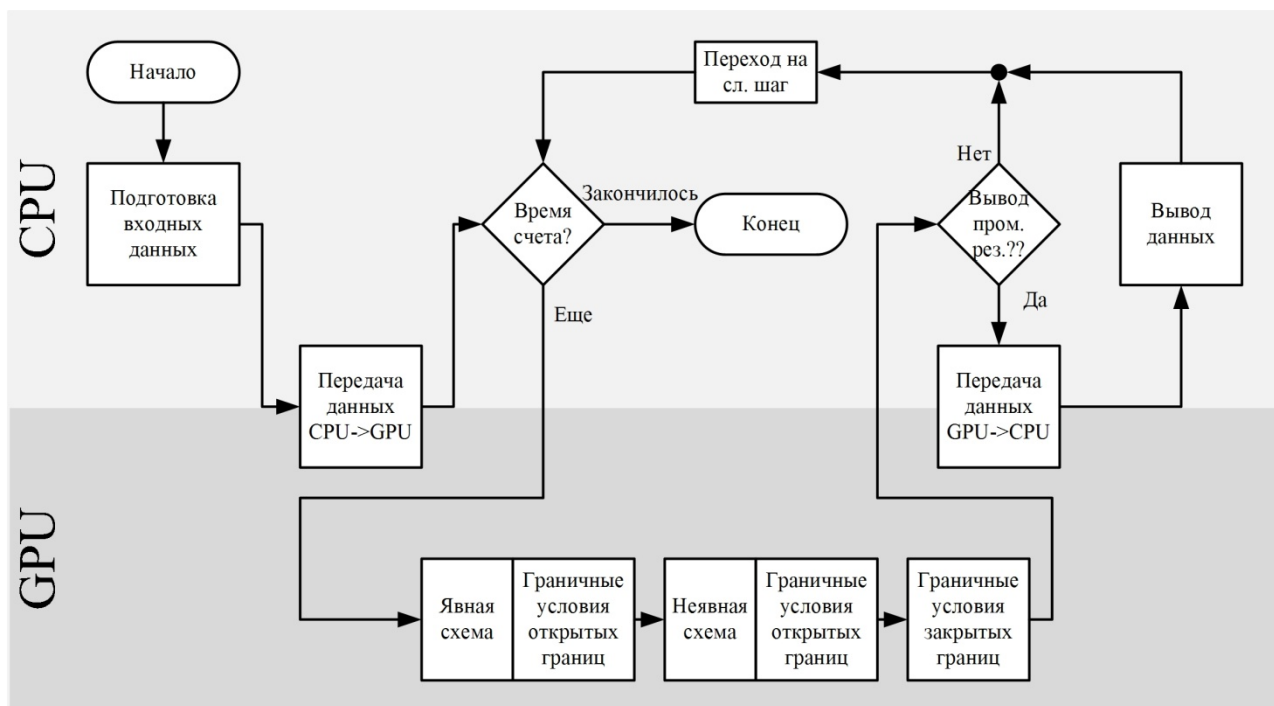 CPU
Начало
Подготовка
входных
данных
Передача
данных
CPU->GPU
Время
счета?
Закончилось
Конец
Еще
Переход на
сл. шаг
Нет
Вывод
пром.
рез.??
Да
Вывод
данных
Передача
данных
GPU->CPU
GPU
Явная
схема
Граничные
условия
открытых
границ
Неявная
схема
Граничные
условия
открытых
границ
Граничные
условия
закрытых
границ